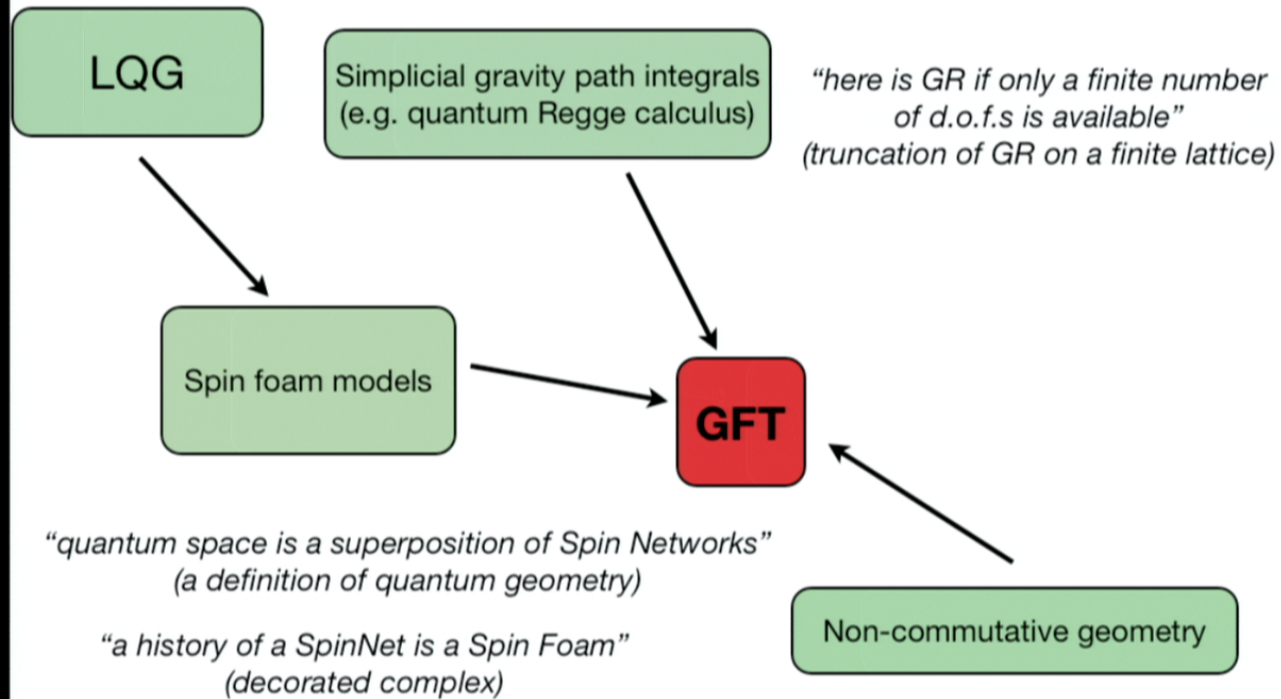 LQG
Simplicial gravity path integrals
(e.g. quantum Regge calculus)
“here is GR if only a finite number
of d.o.f.s is available”
(truncation of GR on a finite lattice)
Spin foam models
GFT
“quantum space is a superposition of Spin Networks”
(a definition of quantum geometry)
“a history of a SpinNet is a Spin Foam”
(decorated complex)
Non-commutative geometry